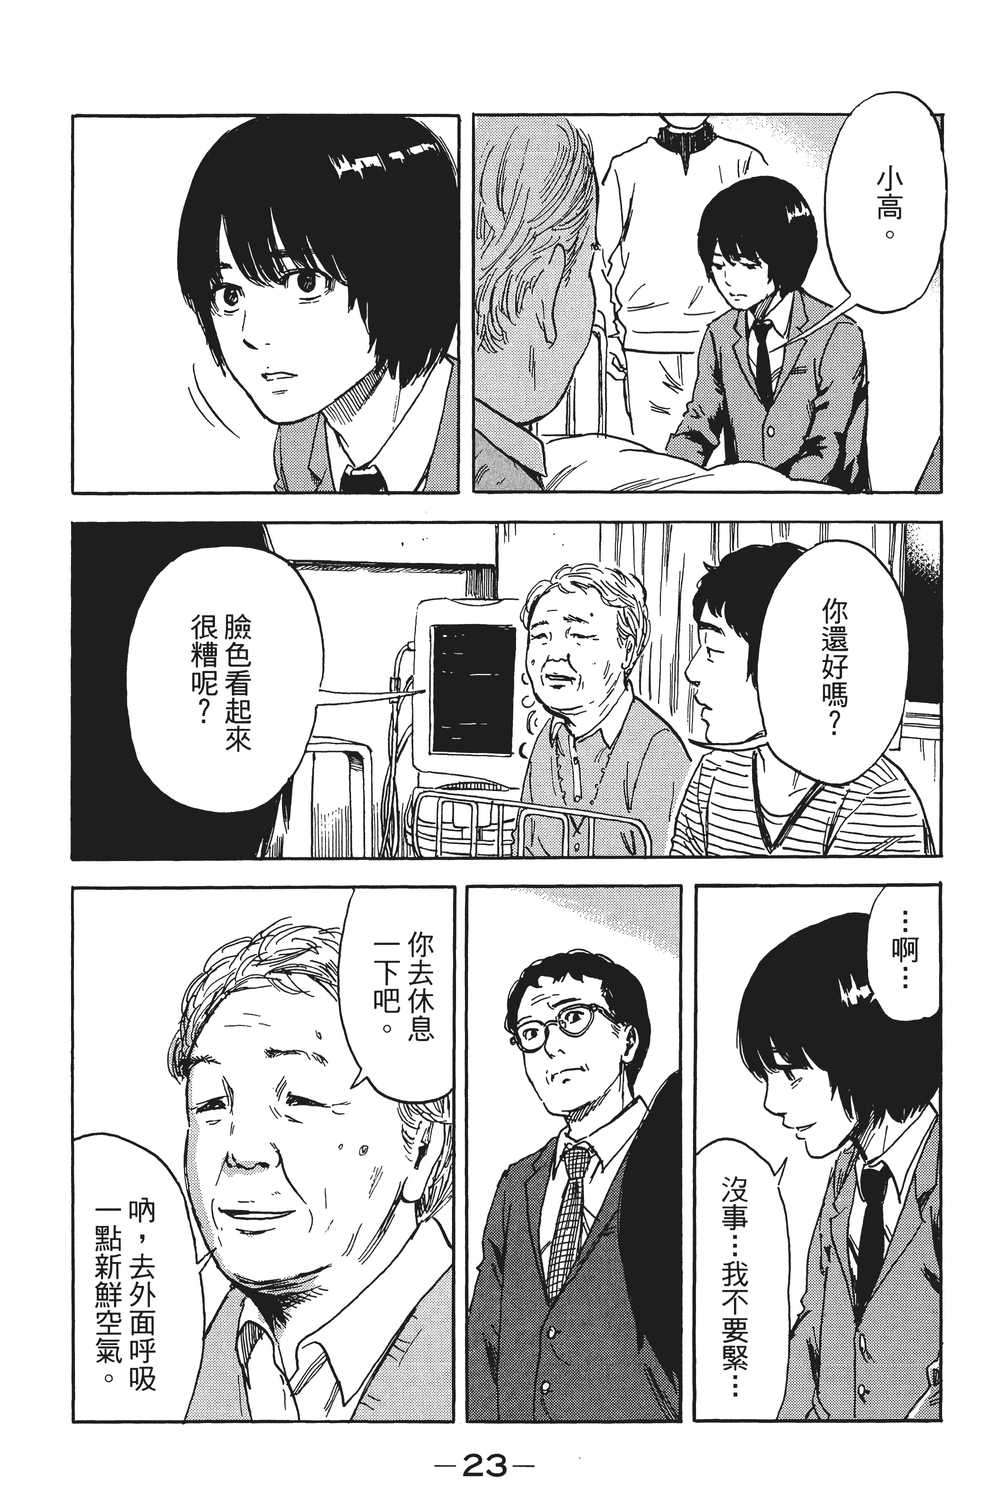 小高。
你還好嗎？
臉色看起來
很糟呢？
…啊…
沒事…我不要緊…
你去休息
一下吧。
吶，去外面呼吸
一點新鮮空氣。
—23—